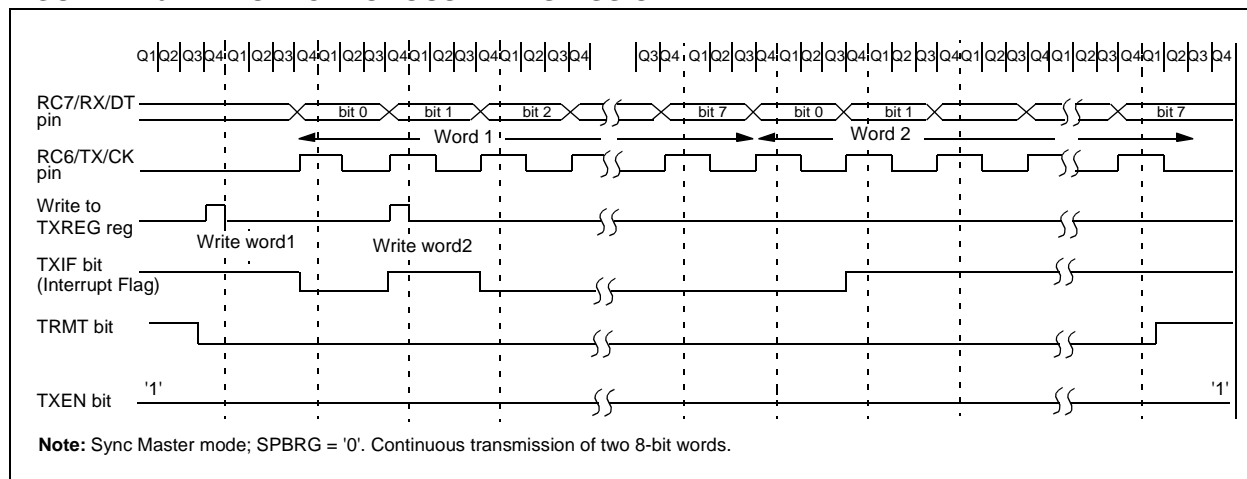 Q1 Q2 Q3 Q4 Q1 Q2 Q3 Q4 Q1 Q2 Q3 Q4 Q1 Q2 Q3 Q4 Q1 Q2 Q3 Q4 Q3 Q4 Q1 Q2 Q3 Q4 Q1 Q2 Q3 Q4 Q1 Q2 Q3 Q4 Q1 Q2 Q3 Q4 Q1 Q2 Q3 Q4 Q1 Q2 Q3 Q4
RC7/RX/DT
pin
bit 0 bit 1 bit 2 bit 7 bit 0 bit 1 bit 7
Word 1 Word 2
RC6/TX/CK
pin
Write to
TXREG reg
Write word1 Write word2
TXIF bit
(Interrupt Flag)
TRMT bit
TXEN bit
'1' '1'
Note: Sync Master mode; SPBRG = '0'. Continuous transmission of two 8-bit words.